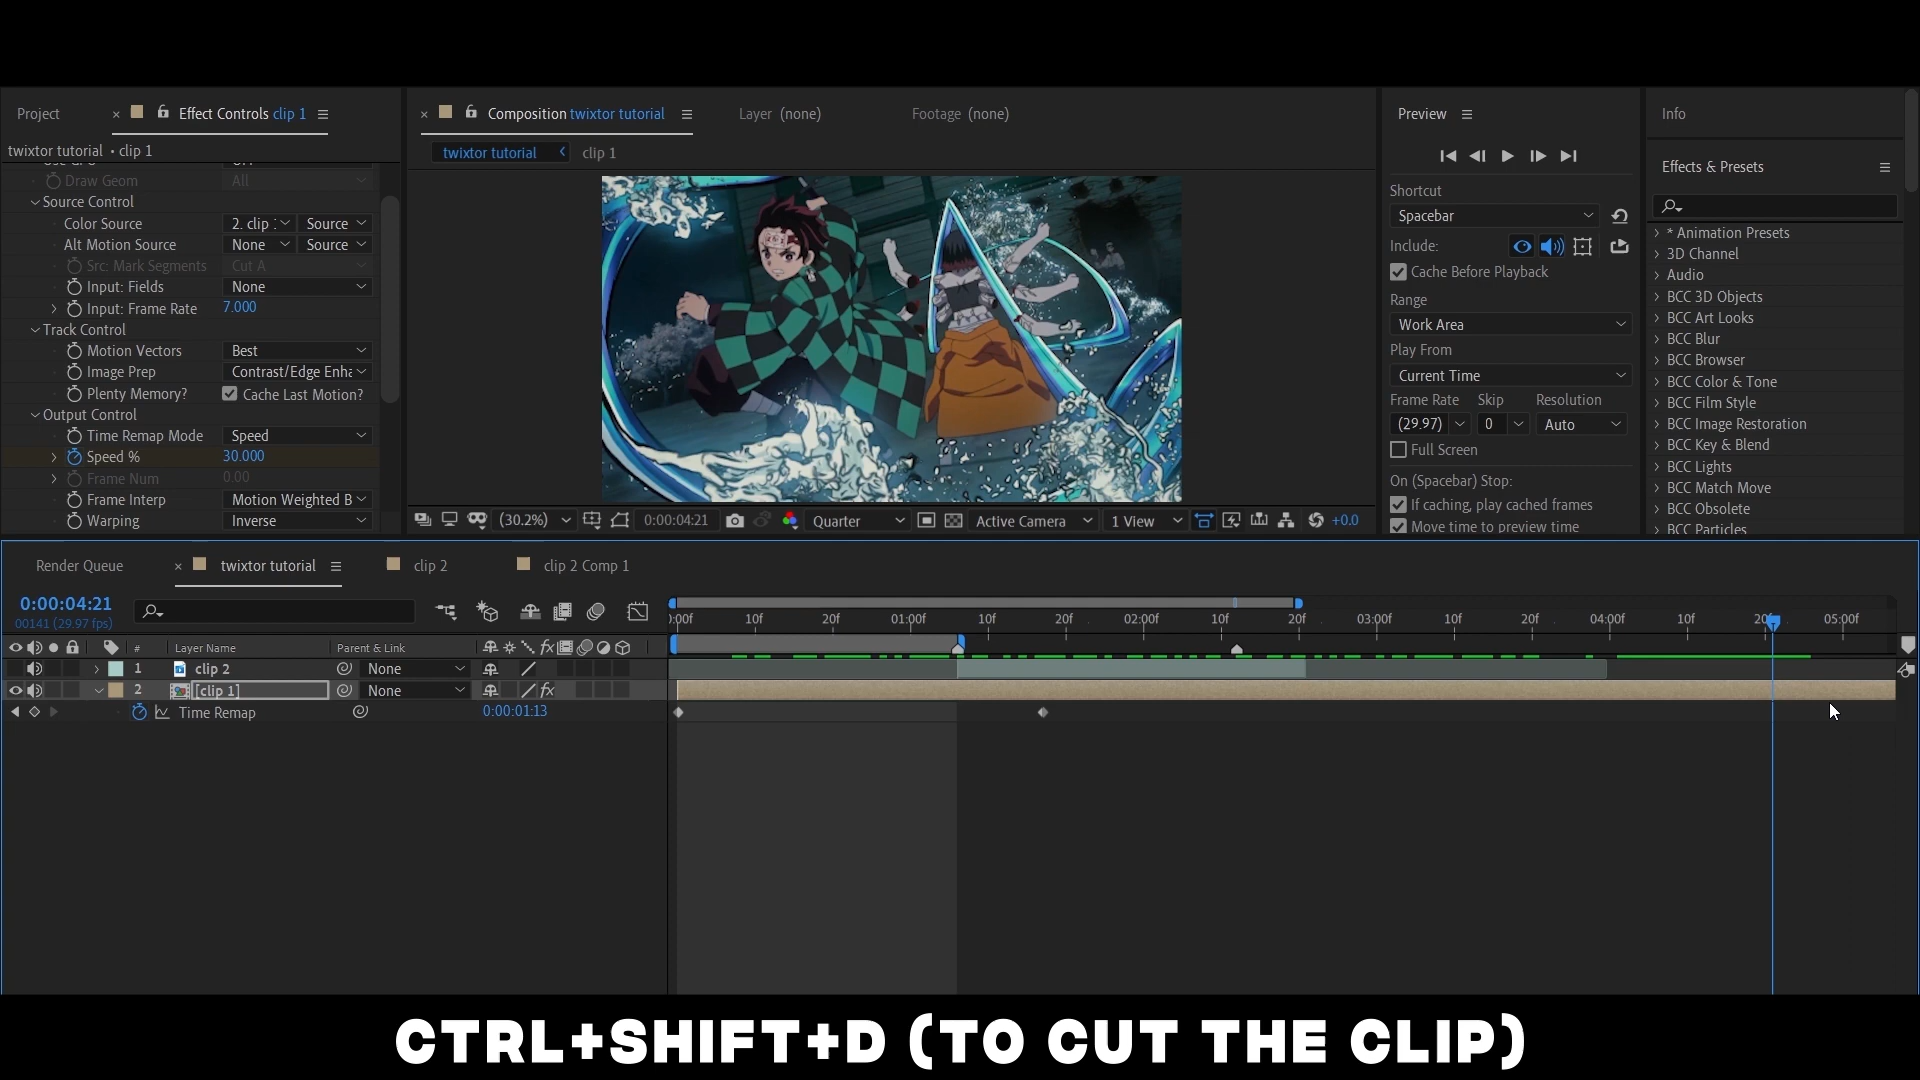 Project
Effect Controls clip 1
twixtor tutorial • clip 1
Draw Geom All
Source Control
Color Source 2. clip Source
Alt Motion Source None Source
Src: Mark Segments Cut A
Input: Fields None
Input: Frame Rate 7.000
Track Control
Motion Vectors Best
Image Prep Contrast/Edge Enha
Plenty Memory? Cache Last Motion?
Output Control
Time Remap Mode Speed
Speed % 30.000
Frame Num 0.00
Frame Interp Motion Weighted B
Warping Inverse
Composition twixtor tutorial
Layer (none)
Footage (none)
twixtor tutorial clip 1
(30.2%) 0:00:04:21 Quarter Active Camera 1 View +0.0
Preview
Shortcut
Spacebar
Include:
Cache Before Playback
Range
Work Area
Play From
Current Time
Frame Rate Skip Resolution
(29.97) 0 Auto
Full Screen
On (Spacebar) Stop:
If caching, play cached frames
Move time to preview time
Info
Effects & Presets
* Animation Presets
3D Channel
Audio
BCC 3D Objects
BCC Art Looks
BCC Blur
BCC Browser
BCC Color & Tone
BCC Film Style
BCC Image Restoration
BCC Key & Blend
BCC Lights
BCC Match Move
BCC Obsolete
BCC Particles
Render Queue twixtor tutorial clip 2 clip 2 Comp 1
0:00:04:21
00141 (29.97 fps)
:00f 10f 20f 01:00f 10f 20f 02:00f 10f 20f 03:00f 10f 20f 04:00f 10f 20f 05:00f
# Layer Name Parent & Link
1 clip 2 None
2 [clip 1] None
Time Remap 0:00:01:13
CTRL+SHIFT+D (TO CUT THE CLIP)